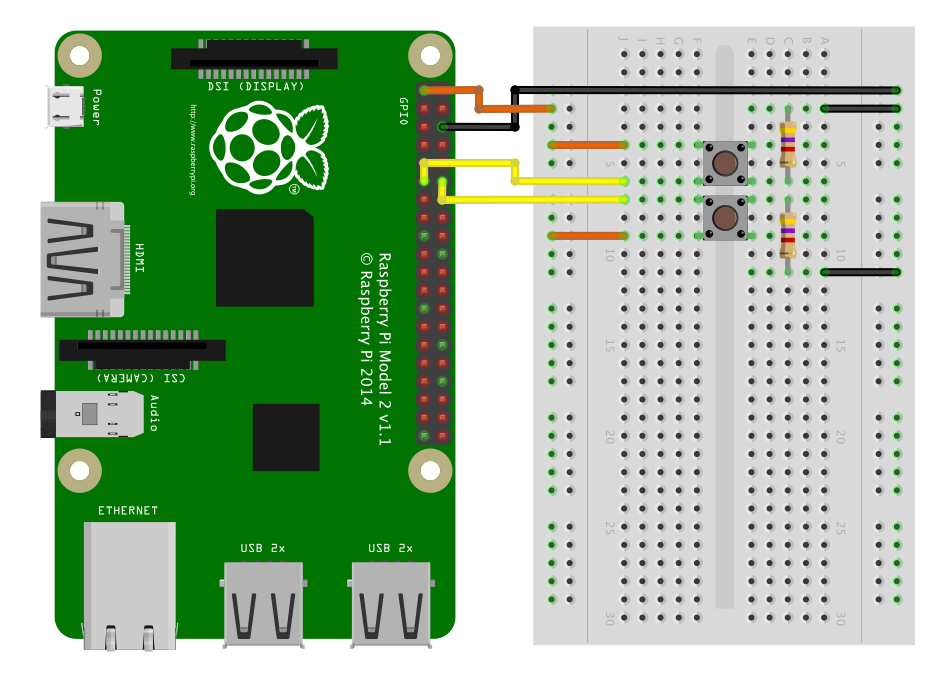 DSI (DISPLAY)
Power
http://www.raspberrypi.org
TM
GPIO
HDMI
Raspberry Pi Model 2 v1.1
© Raspberry Pi 2014
CSI (CAMERA)
Audio
ETHERNET
USB 2x
USB 2x
J I H G F E D C B A
5 5
10 10
15 15
20 20
25 25
30 30